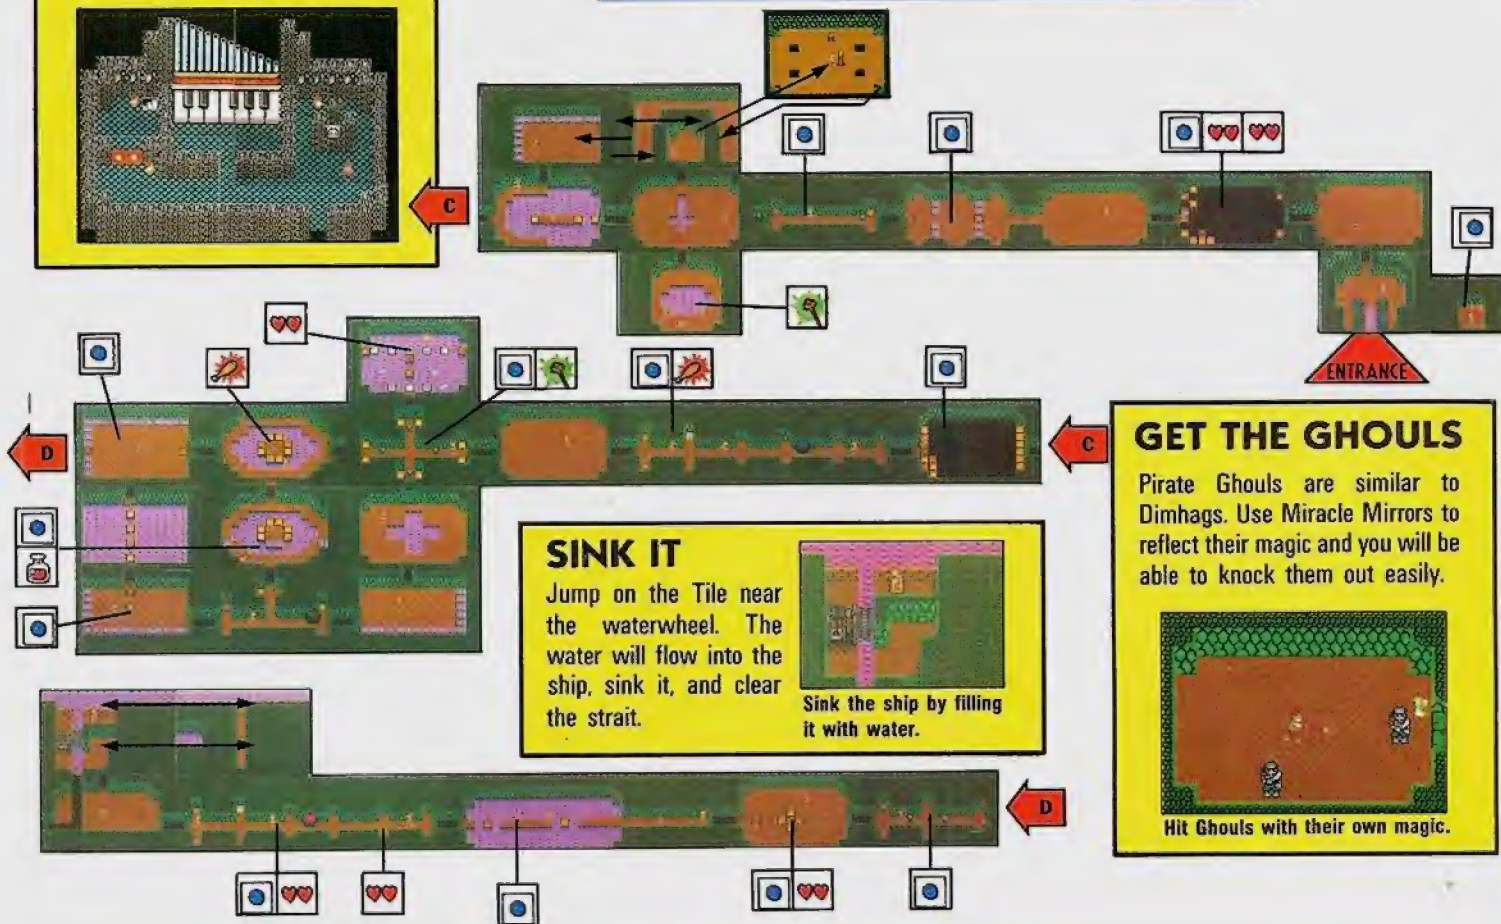 C
ENTRANCE
D
C
GET THE GHOULS
Pirate Ghouls are similar to
Dimhags. Use Miracle Mirrors to
reflect their magic and you will be
able to knock them out easily.
Hit Ghouls with their own magic.
SINK IT
Jump on the Tile near
the waterwheel. The
water will flow into the
ship, sink it, and clear
the strait.
Sink the ship by filling
it with water.
D